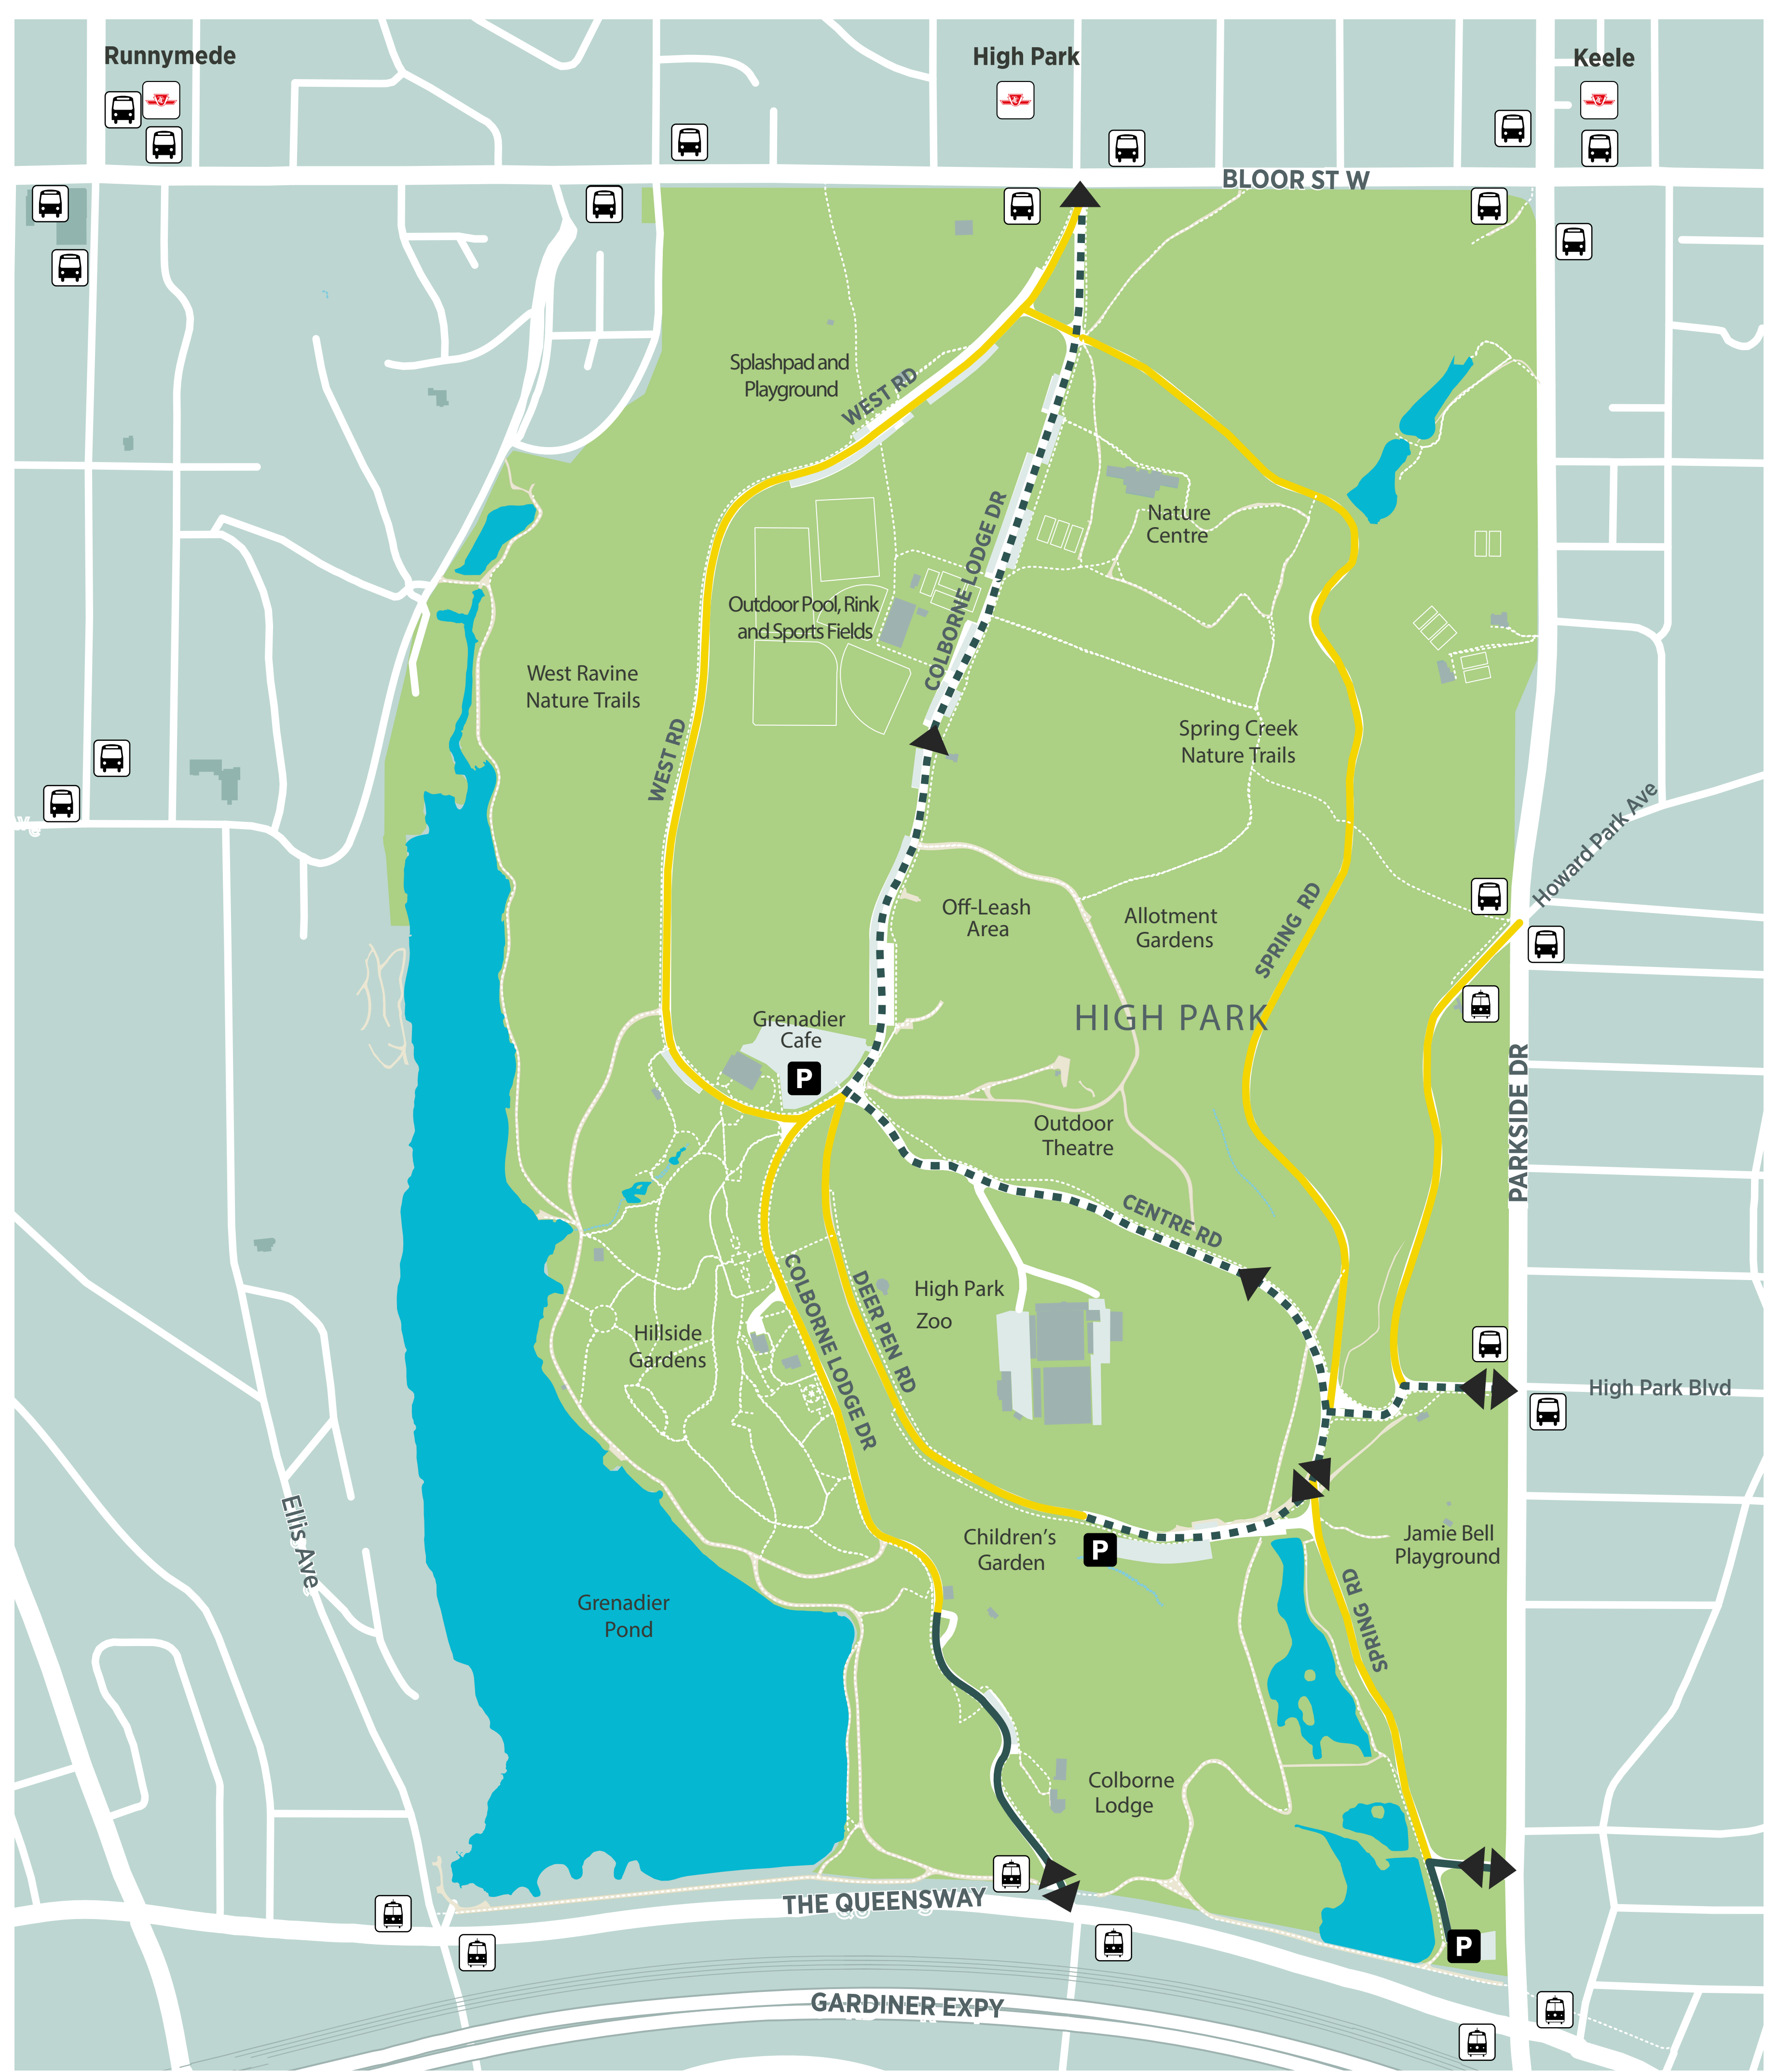 Runnymede
High Park
Keele
BLOOR ST W
Splashpad and
Playground
WEST RD
Nature
Centre
COLBORNE LODGE DR
Outdoor Pool, Rink
and Sports Fields
West Ravine
Nature Trails
WEST RD
Spring Creek
Nature Trails
Howard Park Ave
Off-Leash
Area
Allotment
Gardens
SPRING RD
HIGH PARK
Grenadier
Cafe
P
PARKSIDE DR
Outdoor
Theatre
CENTRE RD
High Park
Zoo
DEER PEN RD
COLBORNE LODGE DR
Hillside
Gardens
High Park Blvd
Ellis Ave
Children's
Garden
P
Jamie Bell
Playground
SPRING RD
Grenadier
Pond
Colborne
Lodge
THE QUEENSWAY
P
GARDINER EXPY